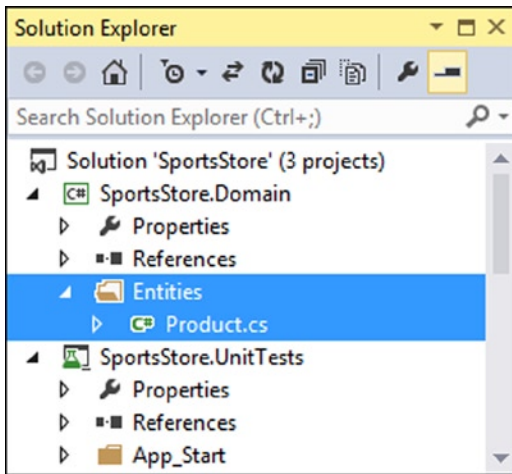 Solution Explorer
Search Solution Explorer (Ctrl+;)
Solution 'SportsStore' (3 projects)
C# SportsStore.Domain
Properties
References
Entities
C# Product.cs
SportsStore.UnitTests
Properties
References
App_Start